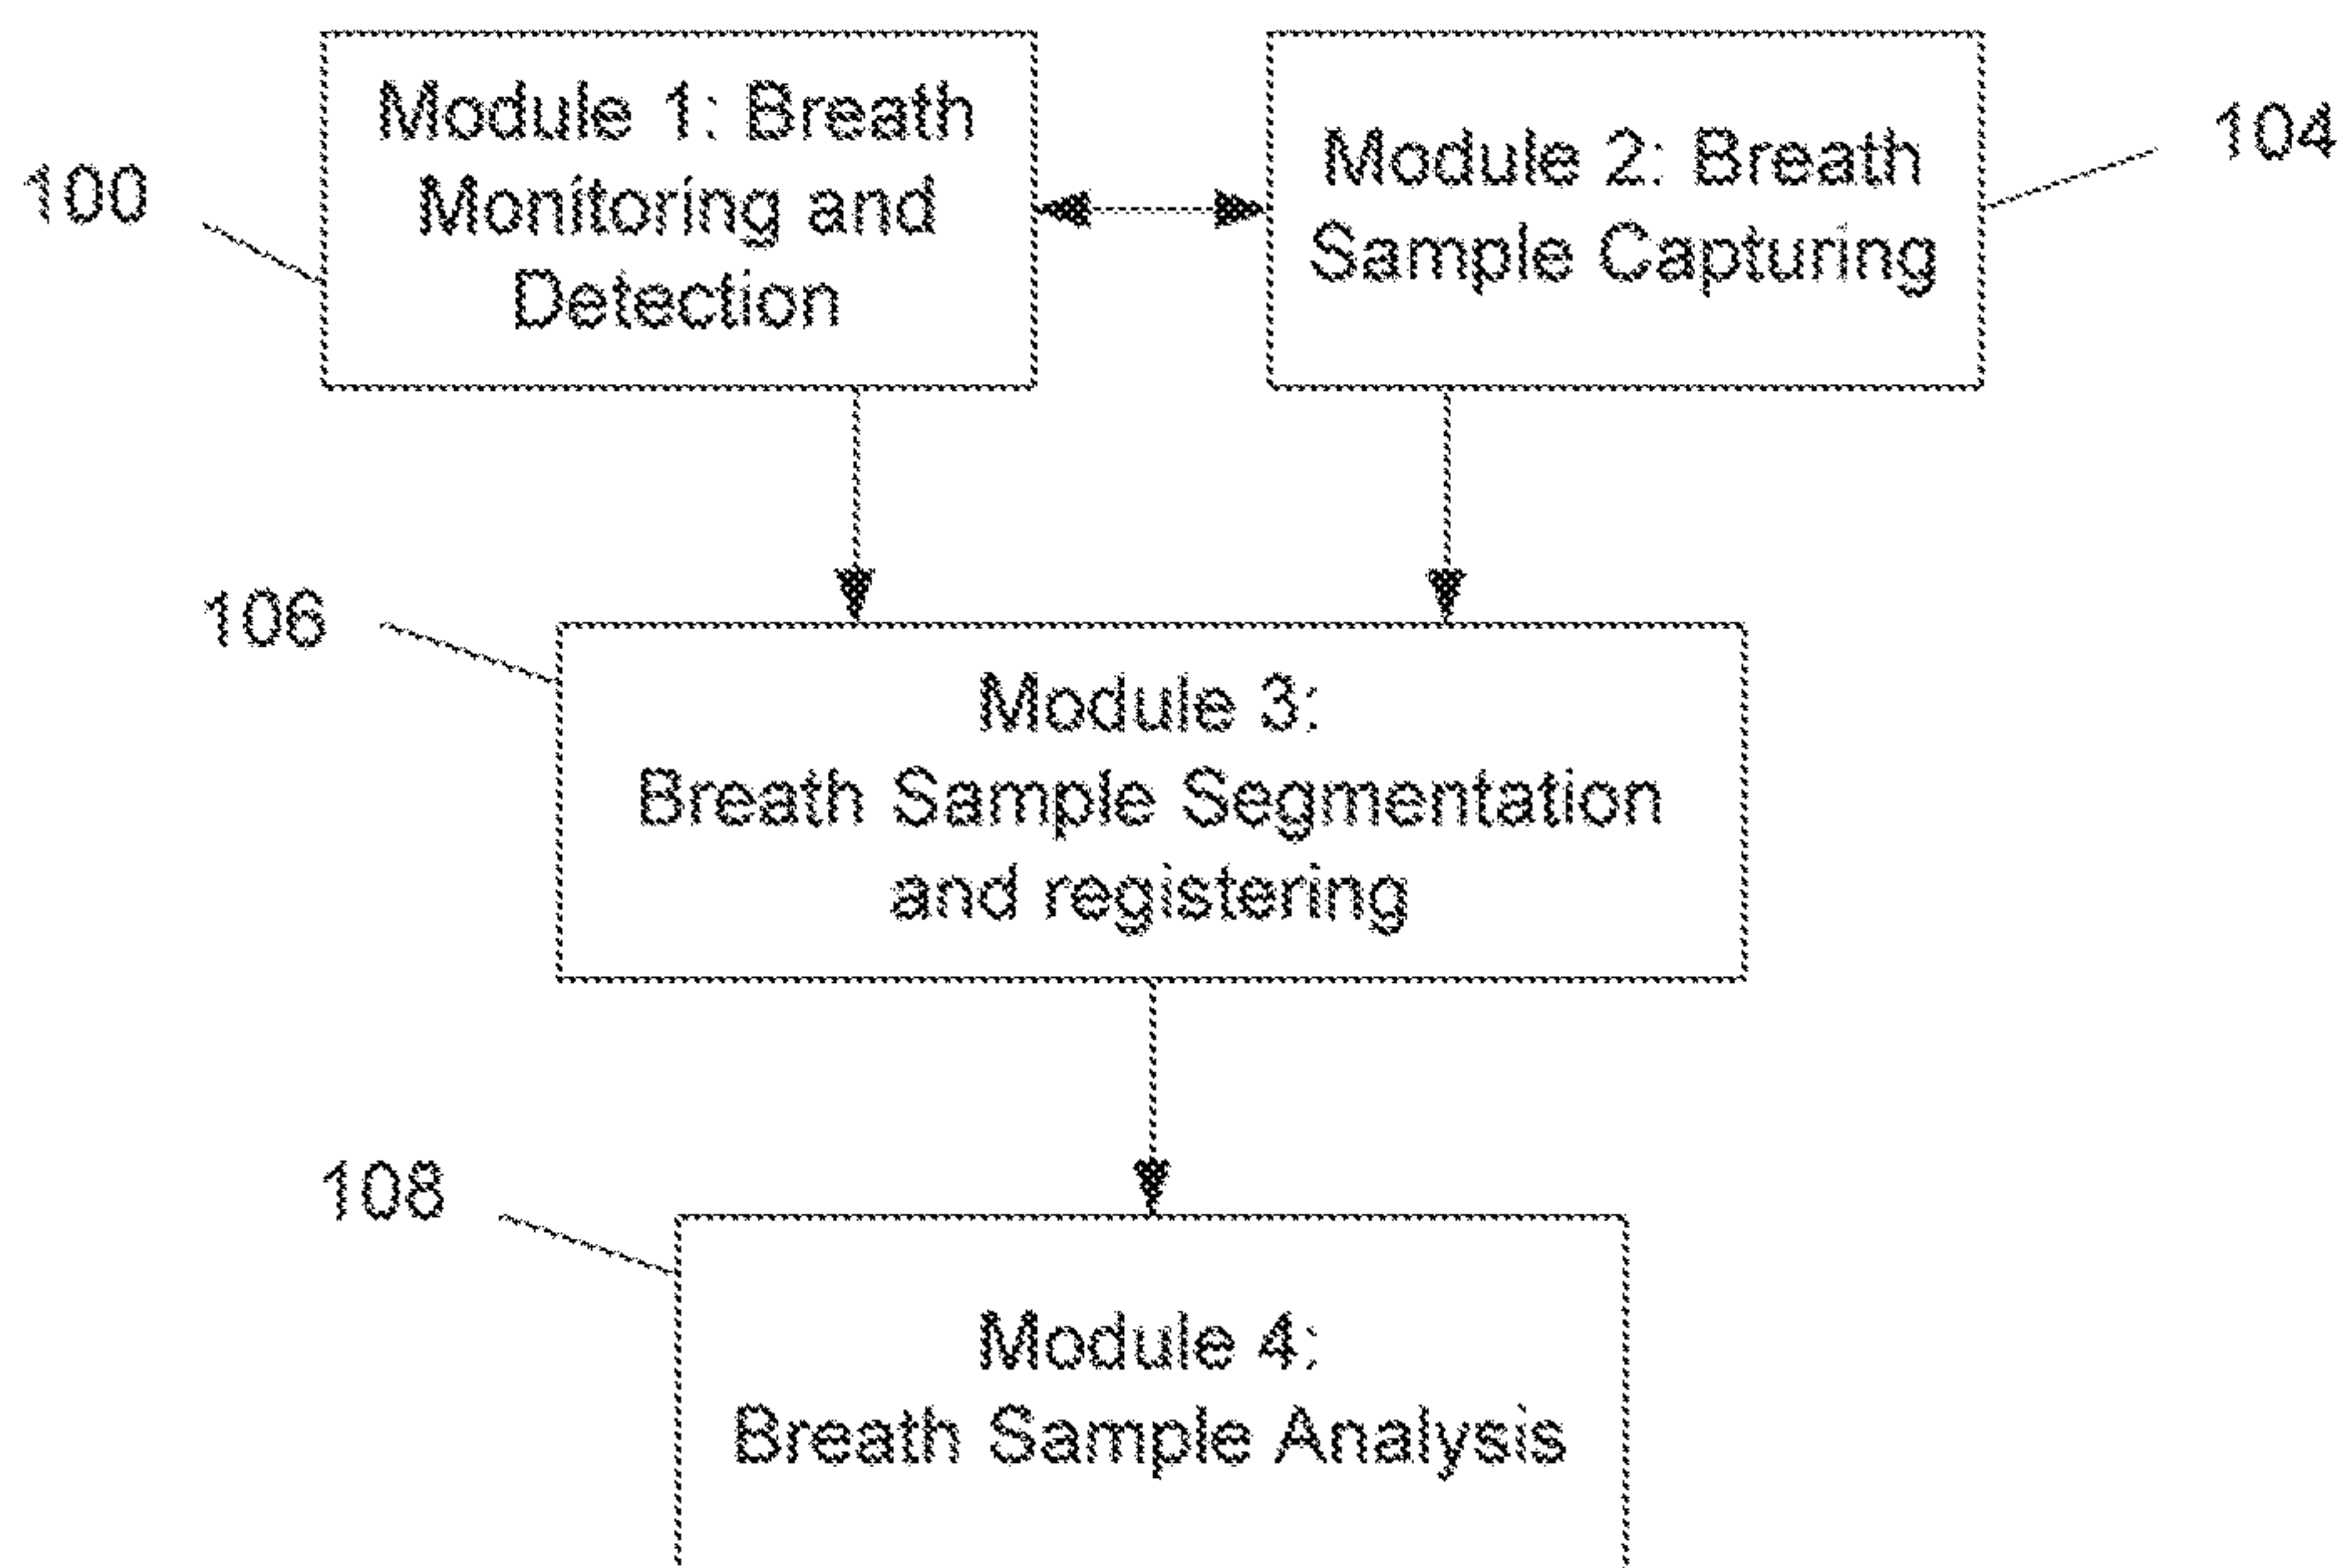 Module 1: Breath
Monitoring and
Detection
100
Module 2: Breath
Sample Capturing
104
106
Module 3:
Breath Sample Segmentation
and registering
108
Module 4:
Breath Sample Analysis